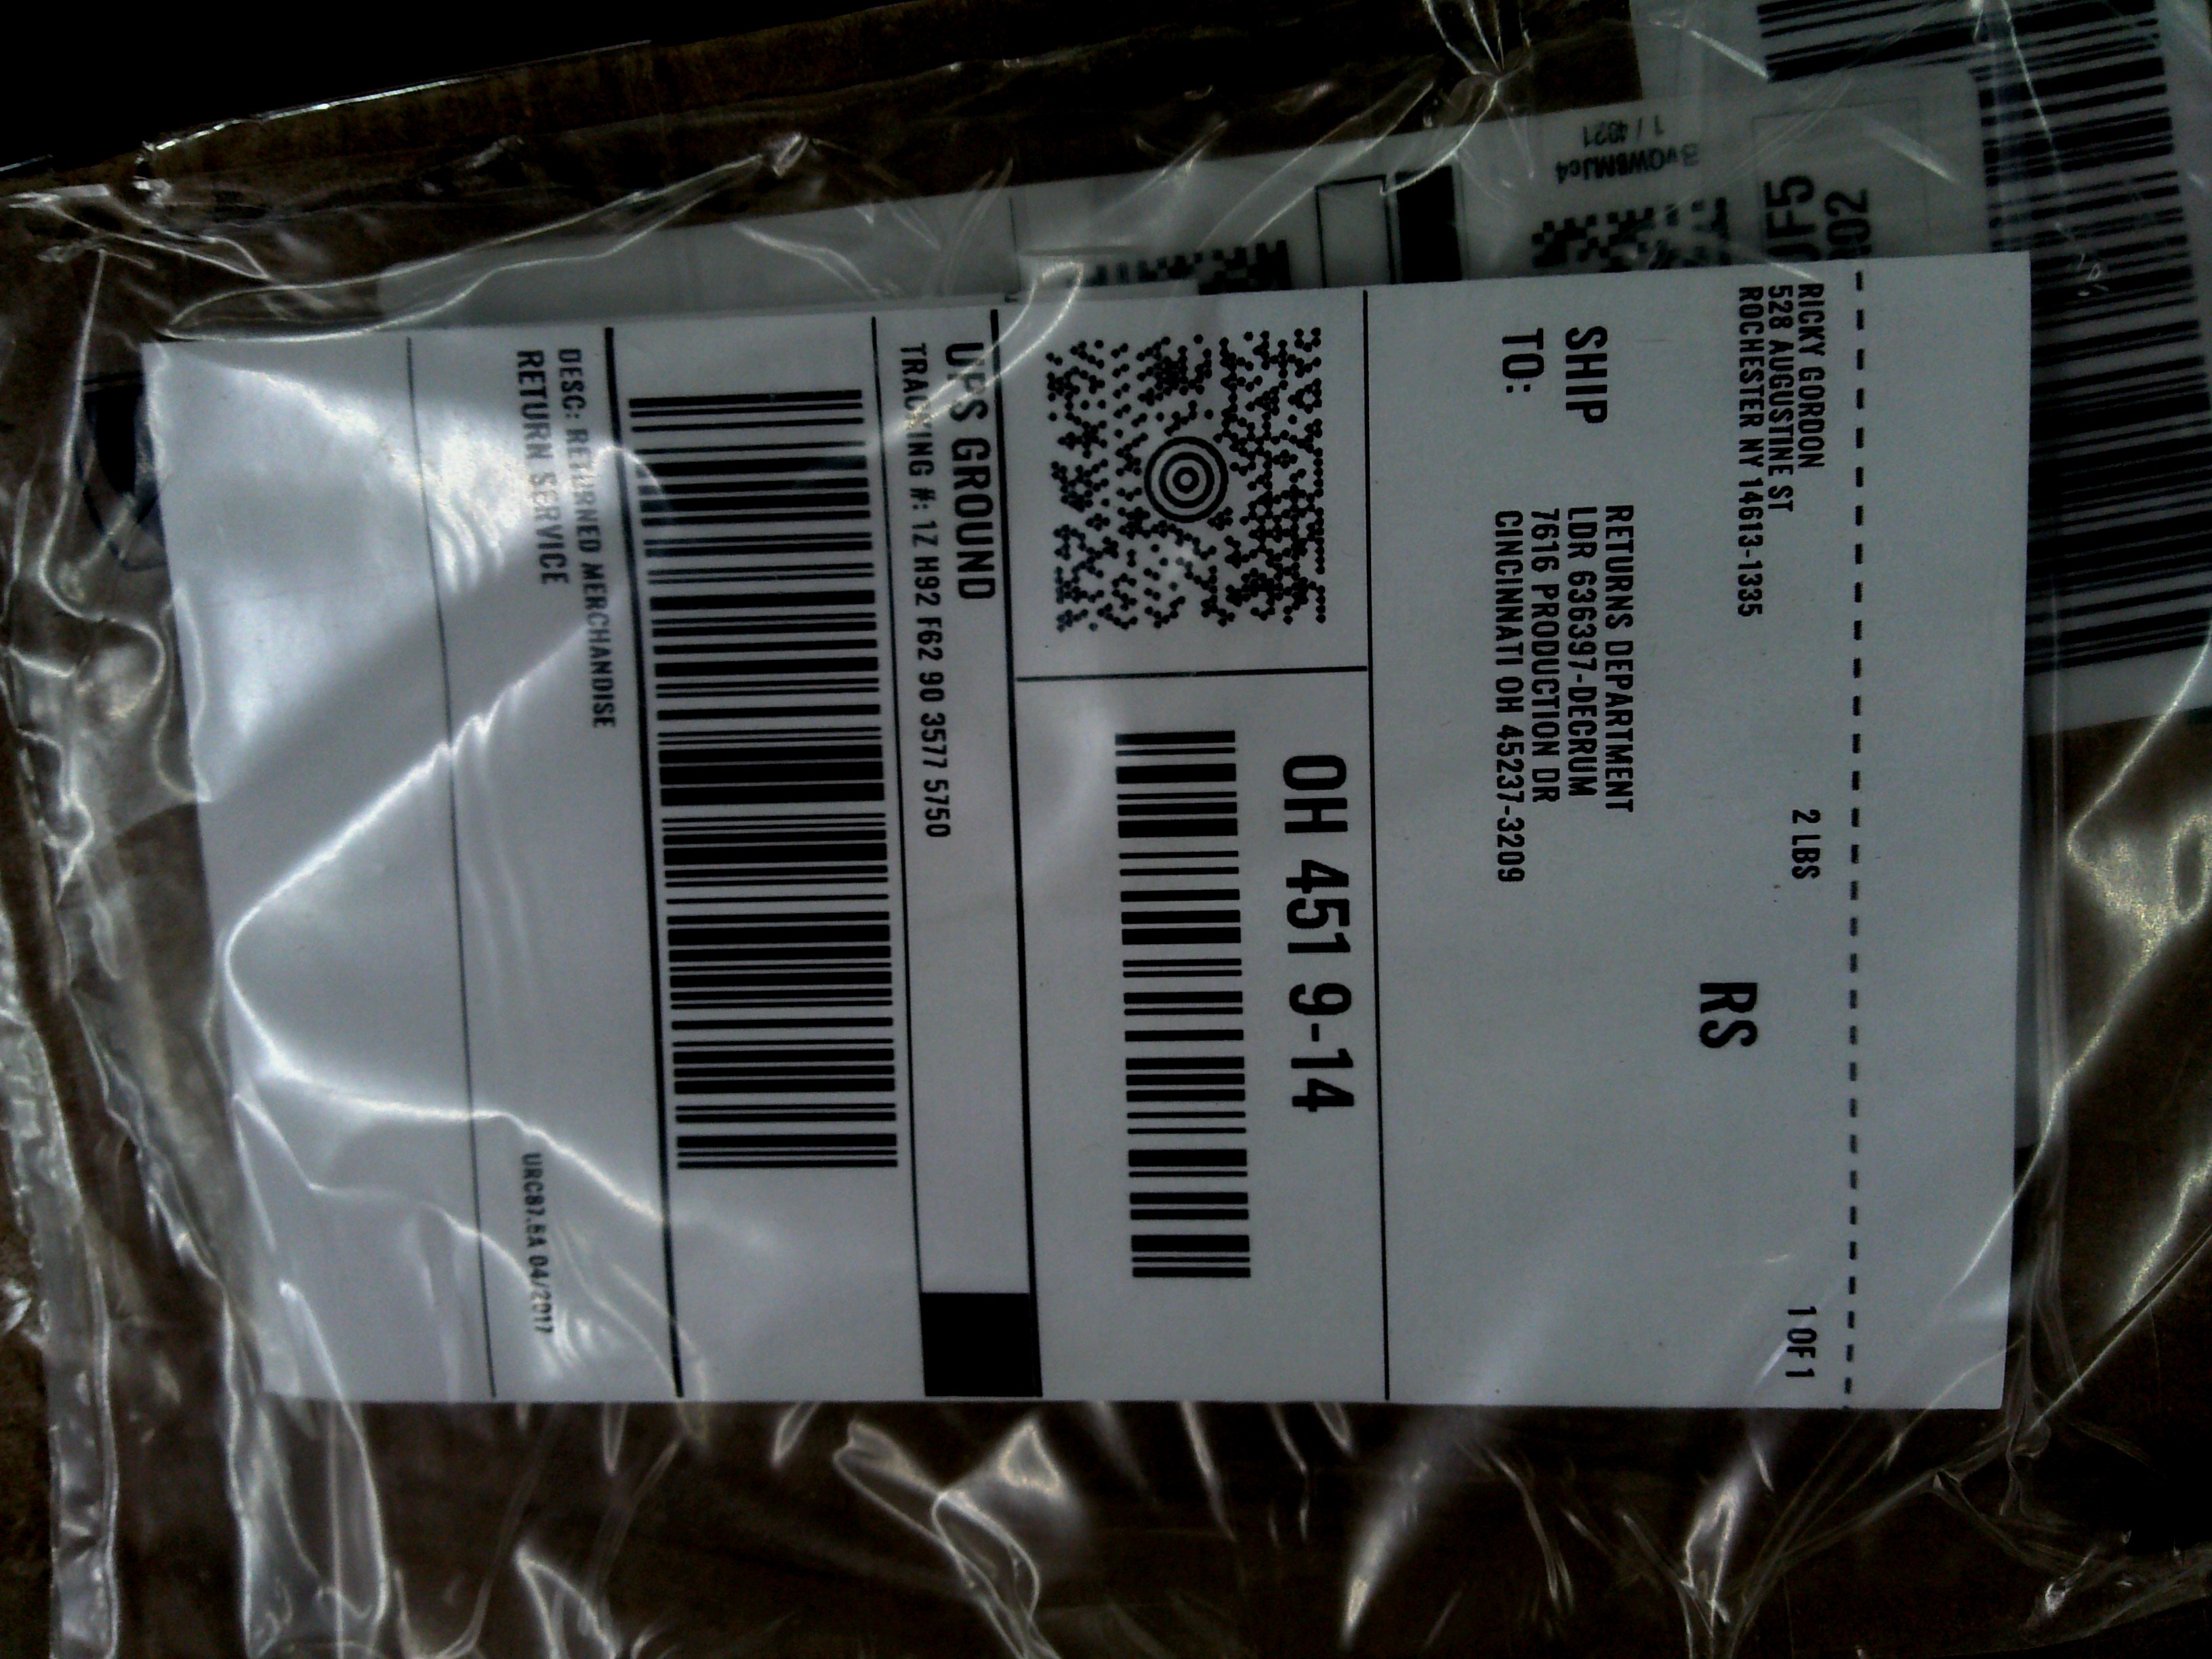 RICKY GORDON
528 AUGUSTINE ST
ROCHESTER NY 14613-1335
2 LBS
1 OF 1
RS
SHIP
TO:
RETURNS DEPARTMENT
LDR 636397-DECRUM
7616 PRODUCTION DR
CINCINNATI OH 45237-3209
OH 451 9-14
UPS GROUND
TRACKING #: 1Z H92 F62 90 3577 5750
DESC: RETURNED MERCHANDISE
RETURN SERVICE
04/2017